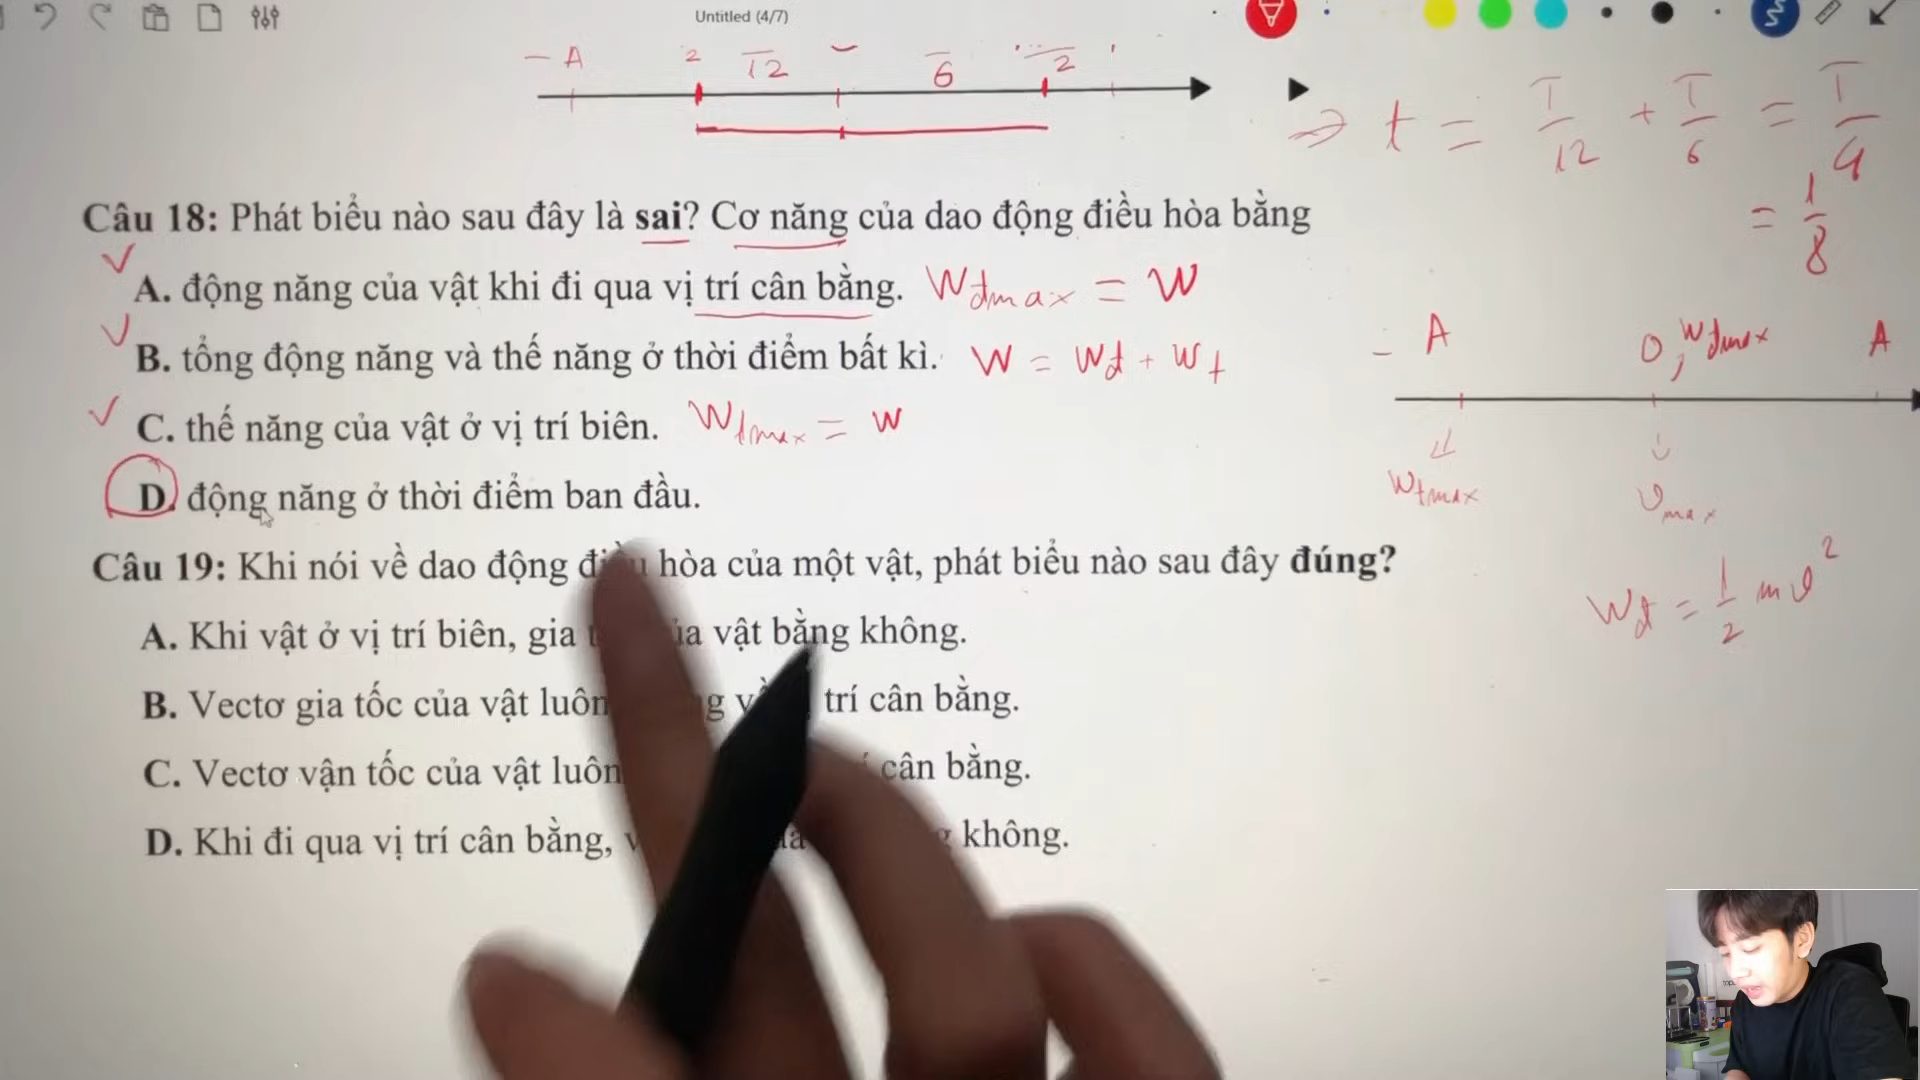 Untitled (4/7)
- A 2 12 6 2
⇒ t = T/12 + T/6 = T/4
= 1/8
Câu 18: Phát biểu nào sau đây là sai? Cơ năng của dao động điều hòa bằng
A. động năng của vật khi đi qua vị trí cân bằng. Wđmax = W
B. tổng động năng và thế năng ở thời điểm bất kì. W = Wđ + Wt
C. thế năng của vật ở vị trí biên. Wtmax = W
D. động năng ở thời điểm ban đầu.
- A O, Wđmax A
Wtmax vmax
Wđ = 1/2 mv²
Câu 19: Khi nói về dao động điều hòa của một vật, phát biểu nào sau đây đúng?
A. Khi vật ở vị trí biên, gia của vật bằng không.
B. Vectơ gia tốc của vật luôn trí cân bằng.
C. Vectơ vận tốc của vật luôn cân bằng.
D. Khi đi qua vị trí cân bằng, không.